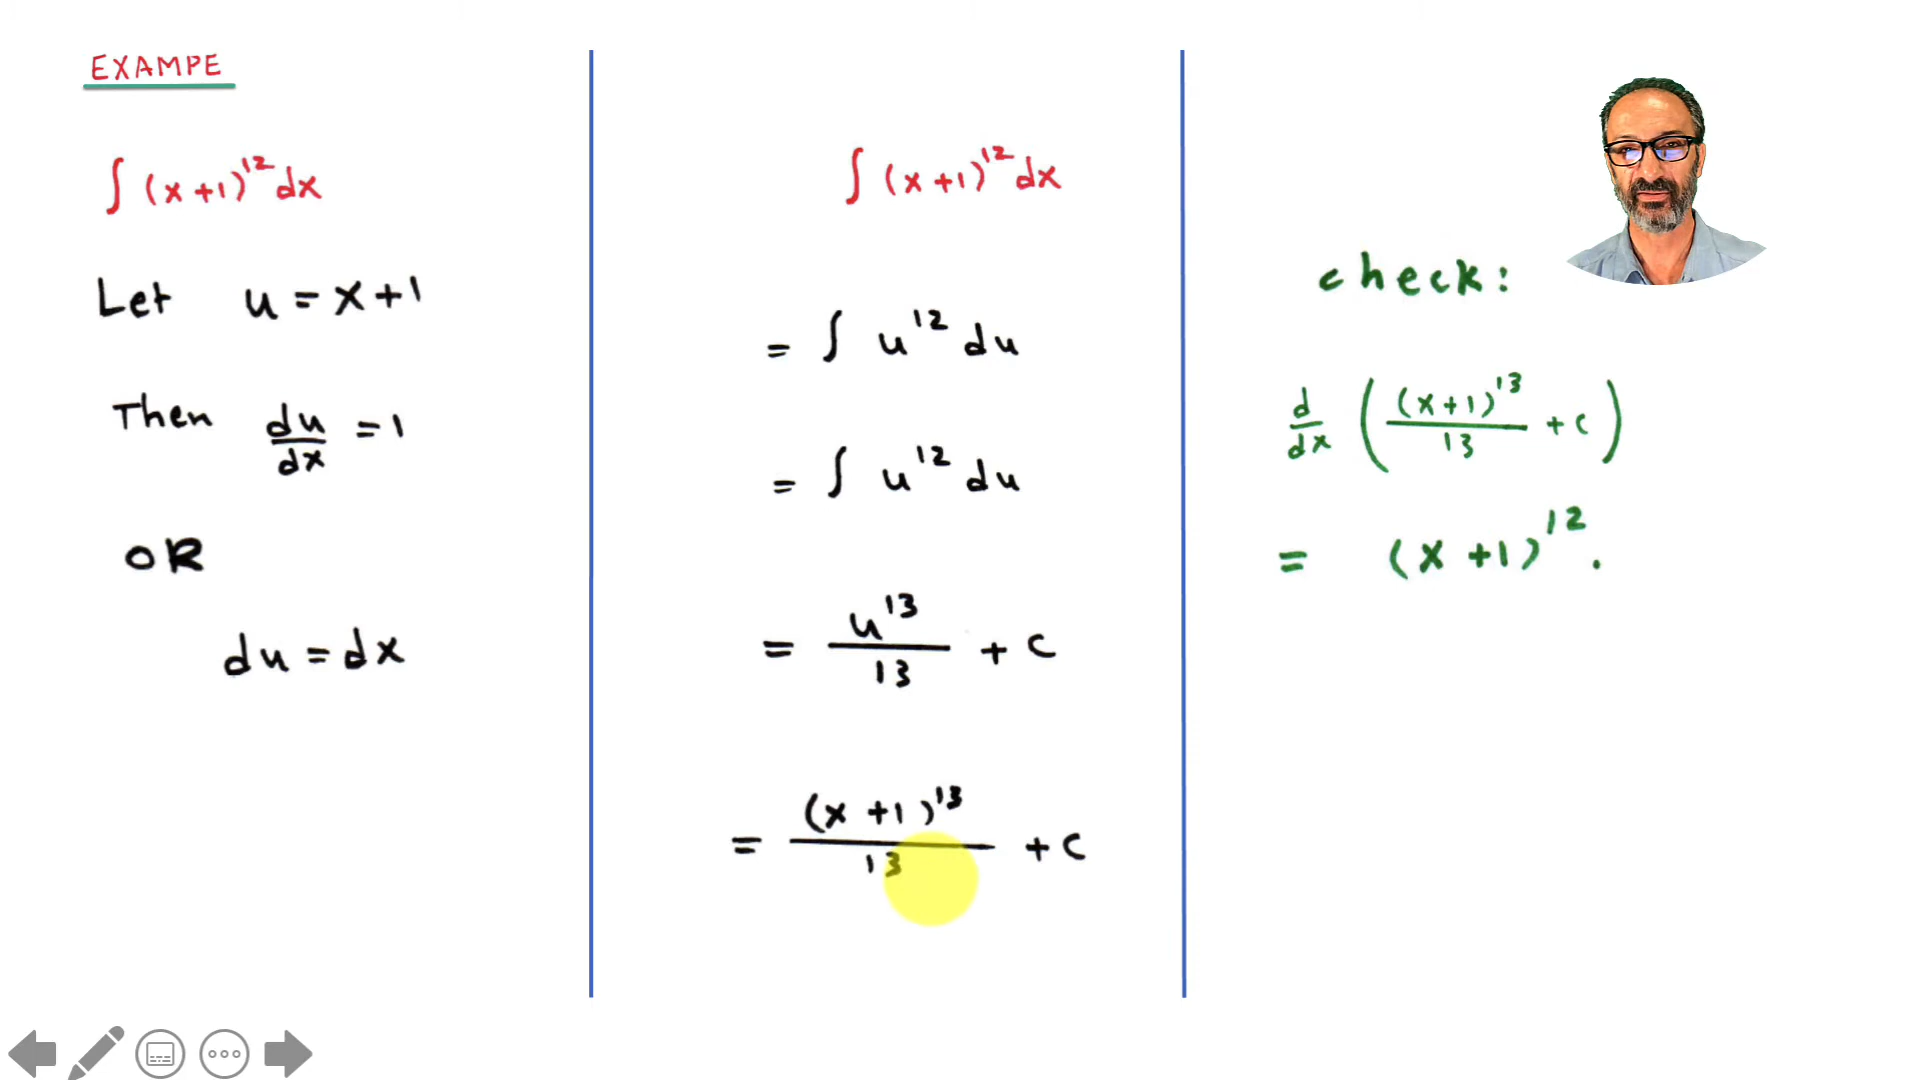 EXAMPE
∫ (x+1)^12 dx
Let u = x+1
Then du/dx = 1
OR
du = dx
∫ (x+1)^12 dx
= ∫ u^12 du
= ∫ u^12 du
= u^13/13 + c
= (x+1)^13/13 + c
check:
d/dx ((x+1)^13/13 + c)
= (x+1)^12.